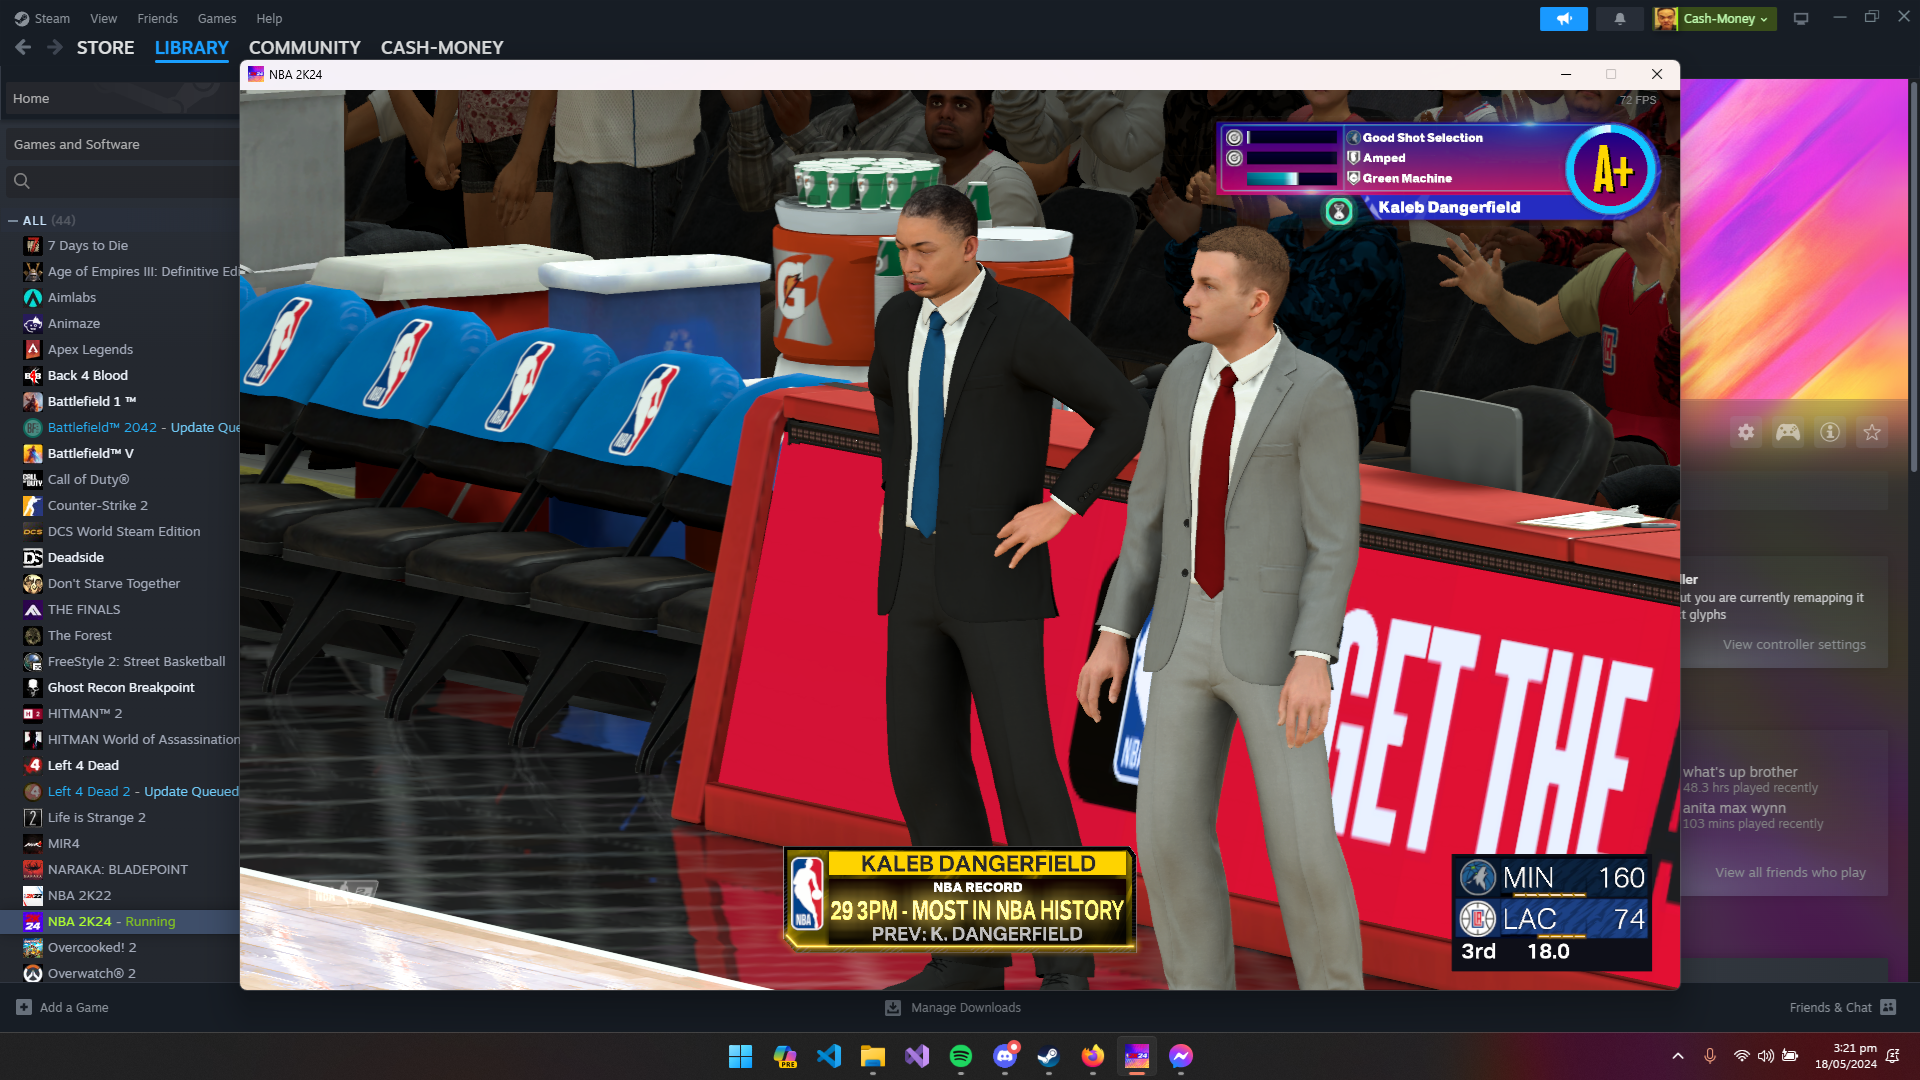 Steam View Friends Games Help
Cash-Money
STORE LIBRARY COMMUNITY CASH-MONEY
NBA 2K24
72 FPS
Home
Games and Software
ALL (44)
7 Days to Die
Age of Empires III: Definitive Ed
Aimlabs
Animaze
Apex Legends
Back 4 Blood
Battlefield 1 ™
Battlefield™ 2042 - Update Que
Battlefield™ V
Call of Duty®
Counter-Strike 2
DCS World Steam Edition
Deadside
Don't Starve Together
THE FINALS
The Forest
FreeStyle 2: Street Basketball
Ghost Recon Breakpoint
HITMAN™ 2
HITMAN World of Assassination
Left 4 Dead
Left 4 Dead 2 - Update Queued
Life is Strange 2
MIR4
NARAKA: BLADEPOINT
NBA 2K22
NBA 2K24 - Running
Overcooked! 2
Overwatch® 2
Good Shot Selection
Amped
Green Machine
A+
Kaleb Dangerfield
G
NBA
NBA
NBA
NBA
NBA
GET THE
KALEB DANGERFIELD
NBA RECORD
29 3PM - MOST IN NBA HISTORY
PREV: K. DANGERFIELD
NBA
MIN 160
LAC 74
3rd 18.0
ller
ut you are currently remapping it
t glyphs
View controller settings
what's up brother
48.3 hrs played recently
anita max wynn
103 mins played recently
View all friends who play
Add a Game
Manage Downloads
Friends & Chat
PRE
24
3:21 pm
18/05/2024